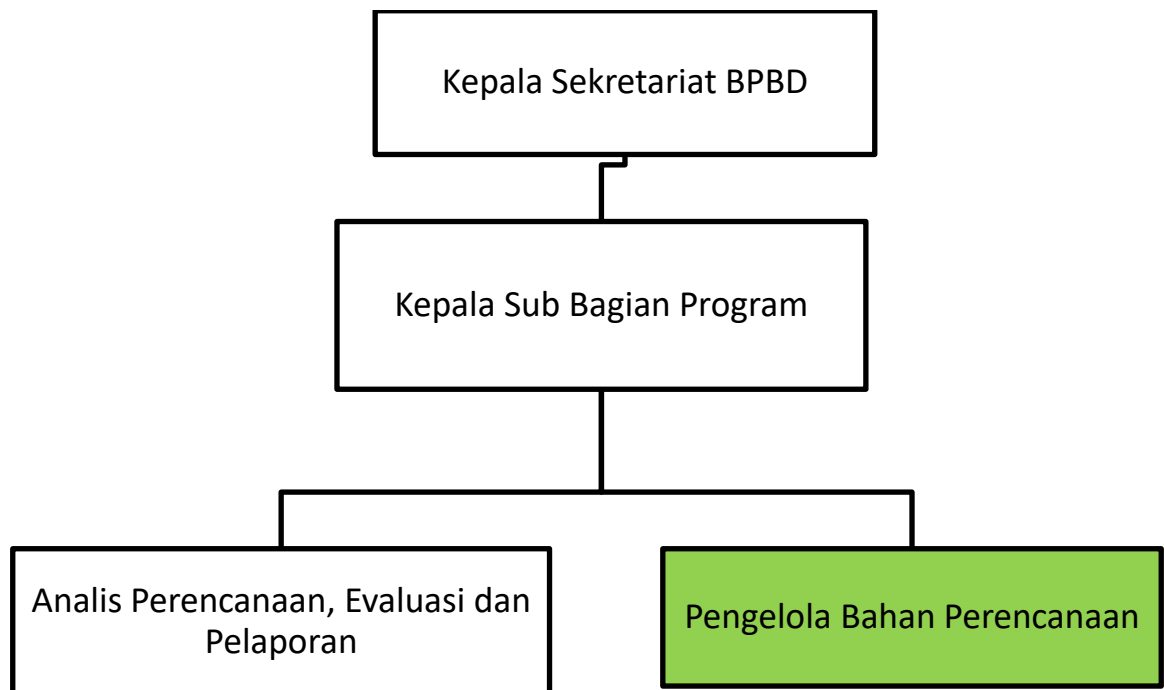 Kepala Sekretariat BPBD
Kepala Sub Bagian Program
Analis Perencanaan, Evaluasi dan
Pelaporan
Pengelola Bahan Perencanaan